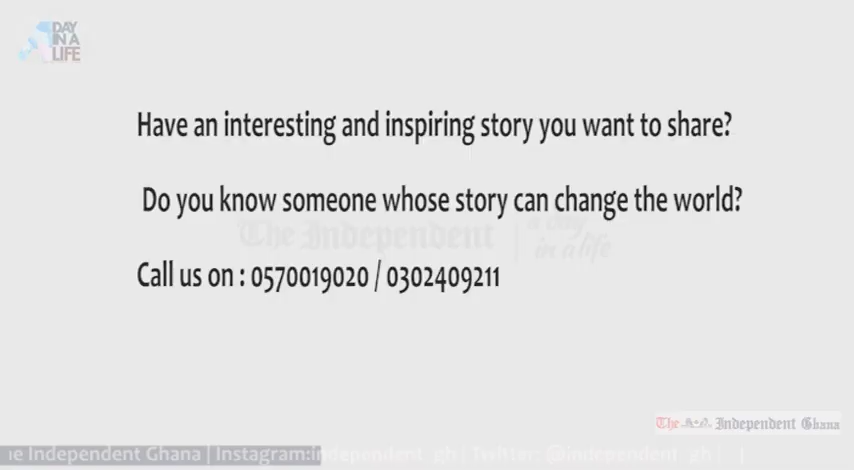 DAY
IN A
LIFE
Have an interesting and inspiring story you want to share?
Do you know someone whose story can change the world?
The Independent | a day
in a life
Call us on : 0570019020 / 0302409211
The Independent Ghana
ıe Independent Ghana | Instagram:independent_gh | Twitter: @independent_gh |